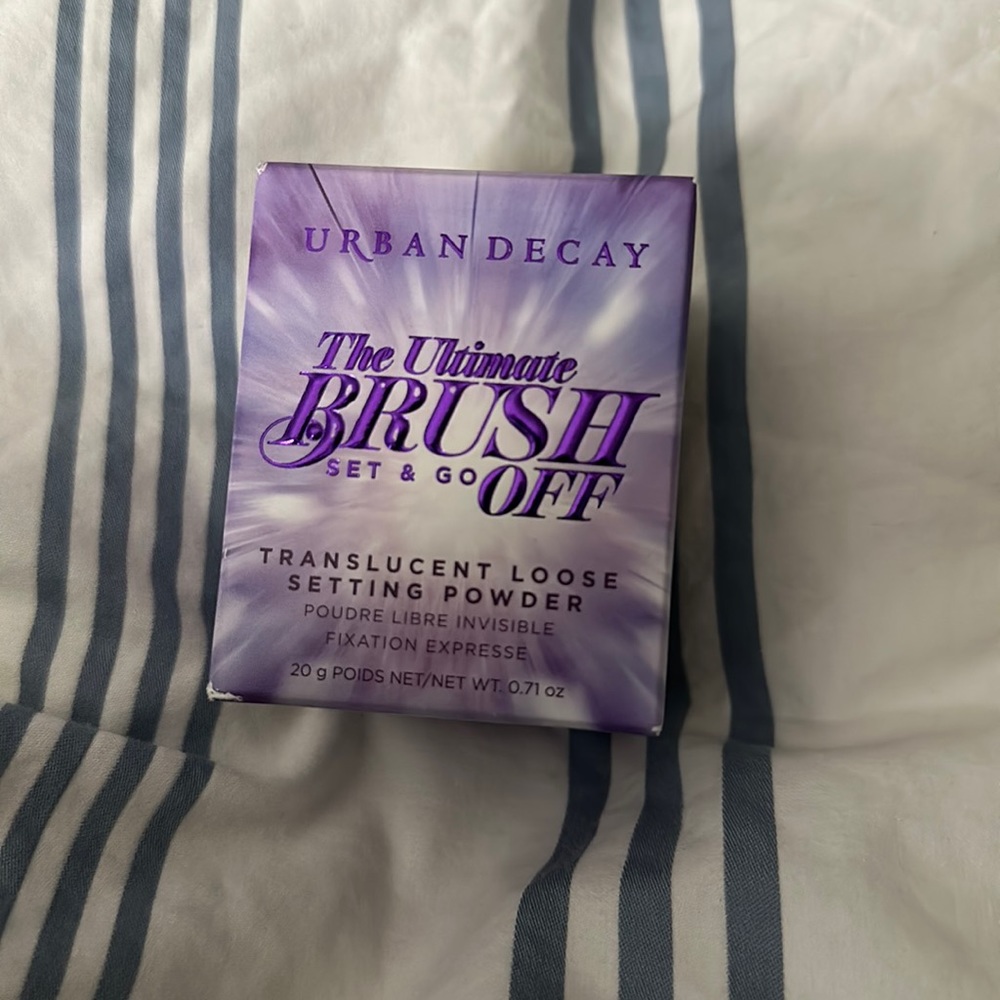 URBAN DECAY
The Ultimate
BRUSH
SET & GO OFF
TRANSLUCENT LOOSE
SETTING POWDER
POUDRE LIBRE INVISIBLE
FIXATION EXPRESSE
20 g POIDS NET/NET WT. 0.71 oz